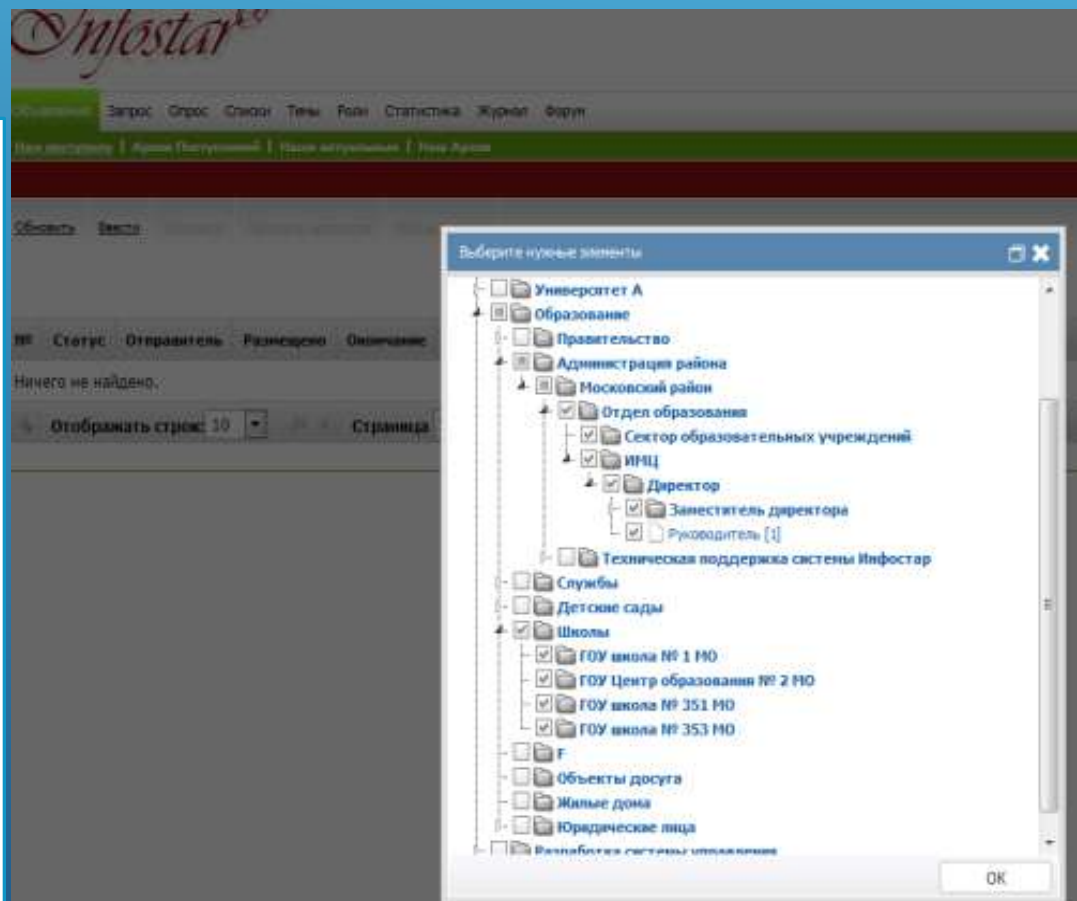 Infostar
Запрос Опрос Списки Темы Роли Статистика Журнал Форум
Обновить Ввести
№ Статус Отправитель Размещено Окончание
Ничего не найдено.
Отображать строк: 10 Страница
Выберите нужные элементы
Университет А
Образование
Правительство
Администрация района
Московский район
Отдел образования
Сектор образовательных учреждений
ИМЦ
Директор
Заместитель директора
Руководитель [1]
Техническая поддержка системы Инфостар
Службы
Детские сады
Школы
ГОУ школа № 1 МО
ГОУ Центр образования № 2 МО
ГОУ школа № 351 МО
ГОУ школа № 353 МО
F
Объекты досуга
Жилые дома
Юридические лица
Разработка системы управления
OK